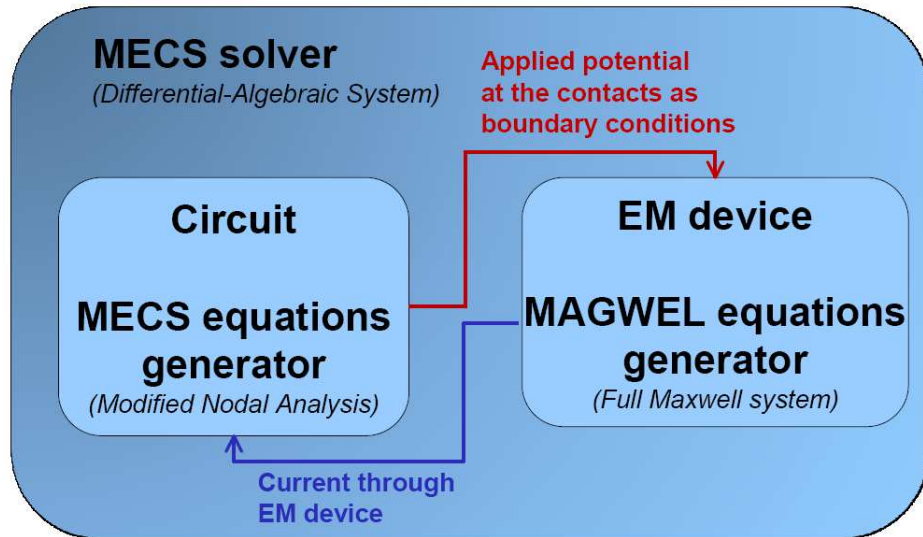 MECS solver
(Differential-Algebraic System)
Applied potential
at the contacts as
boundary conditions
Circuit
MECS equations
generator
(Modified Nodal Analysis)
EM device
MAGWEL equations
generator
(Full Maxwell system)
Current through
EM device